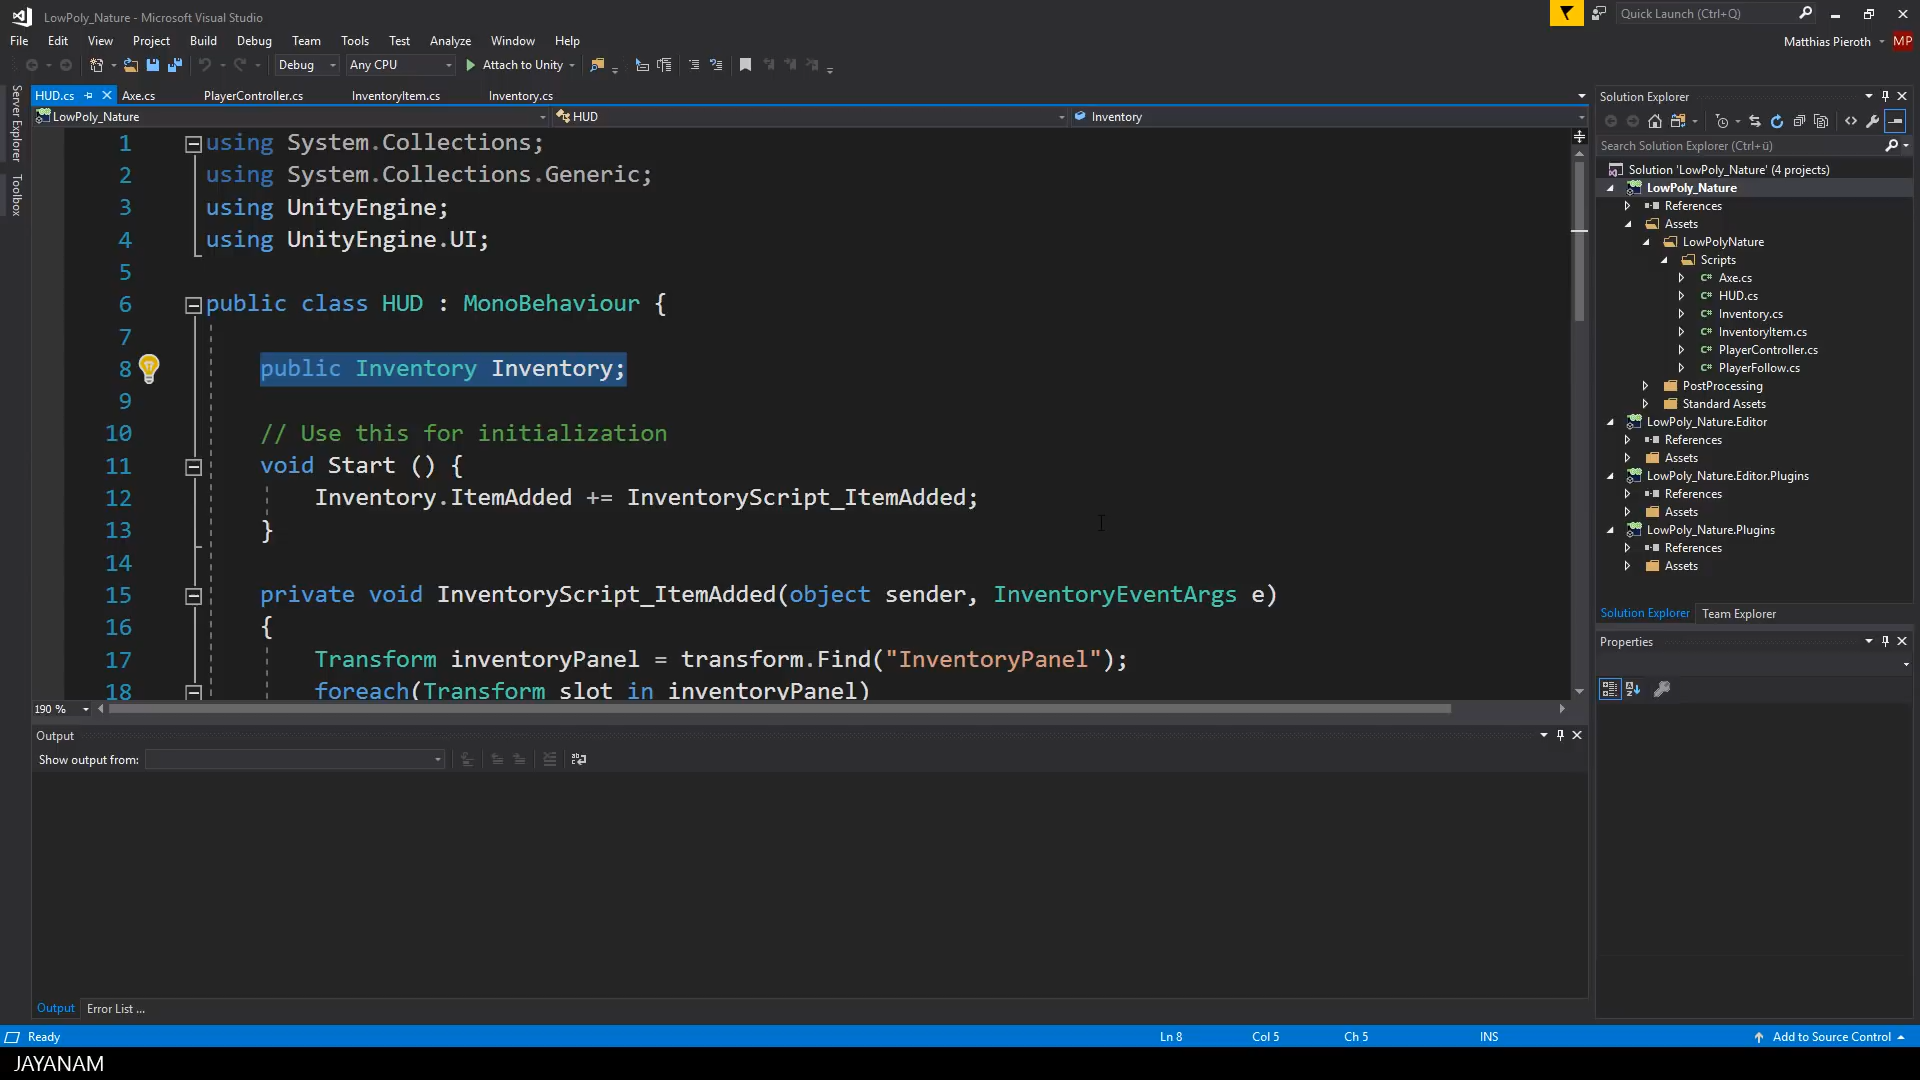 LowPoly_Nature - Microsoft Visual Studio
Quick Launch (Ctrl+Q)
File Edit View Project Build Debug Team Tools Test Analyze Window Help
Matthias Pieroth MP
Debug Any CPU Attach to Unity
Server Explorer
Toolbox
HUD.cs Axe.cs PlayerController.cs InventoryItem.cs Inventory.cs
LowPoly_Nature HUD Inventory
1 using System.Collections;
2 using System.Collections.Generic;
3 using UnityEngine;
4 using UnityEngine.UI;
5
6 public class HUD : MonoBehaviour {
7
8 public Inventory Inventory;
9
10 // Use this for initialization
11 void Start () {
12 Inventory.ItemAdded += InventoryScript_ItemAdded;
13 }
14
15 private void InventoryScript_ItemAdded(object sender, InventoryEventArgs e)
16 {
17 Transform inventoryPanel = transform.Find("InventoryPanel");
18 foreach(Transform slot in inventoryPanel)
190 %
Output
Show output from:
Output Error List ...
Solution Explorer
Search Solution Explorer (Ctrl+ü)
Solution 'LowPoly_Nature' (4 projects)
LowPoly_Nature
References
Assets
LowPolyNature
Scripts
C# Axe.cs
C# HUD.cs
C# Inventory.cs
C# InventoryItem.cs
C# PlayerController.cs
C# PlayerFollow.cs
PostProcessing
Standard Assets
LowPoly_Nature.Editor
References
Assets
LowPoly_Nature.Editor.Plugins
References
Assets
LowPoly_Nature.Plugins
References
Assets
Solution Explorer Team Explorer
Properties
Ready Ln 8 Col 5 Ch 5 INS Add to Source Control
JAYANAM